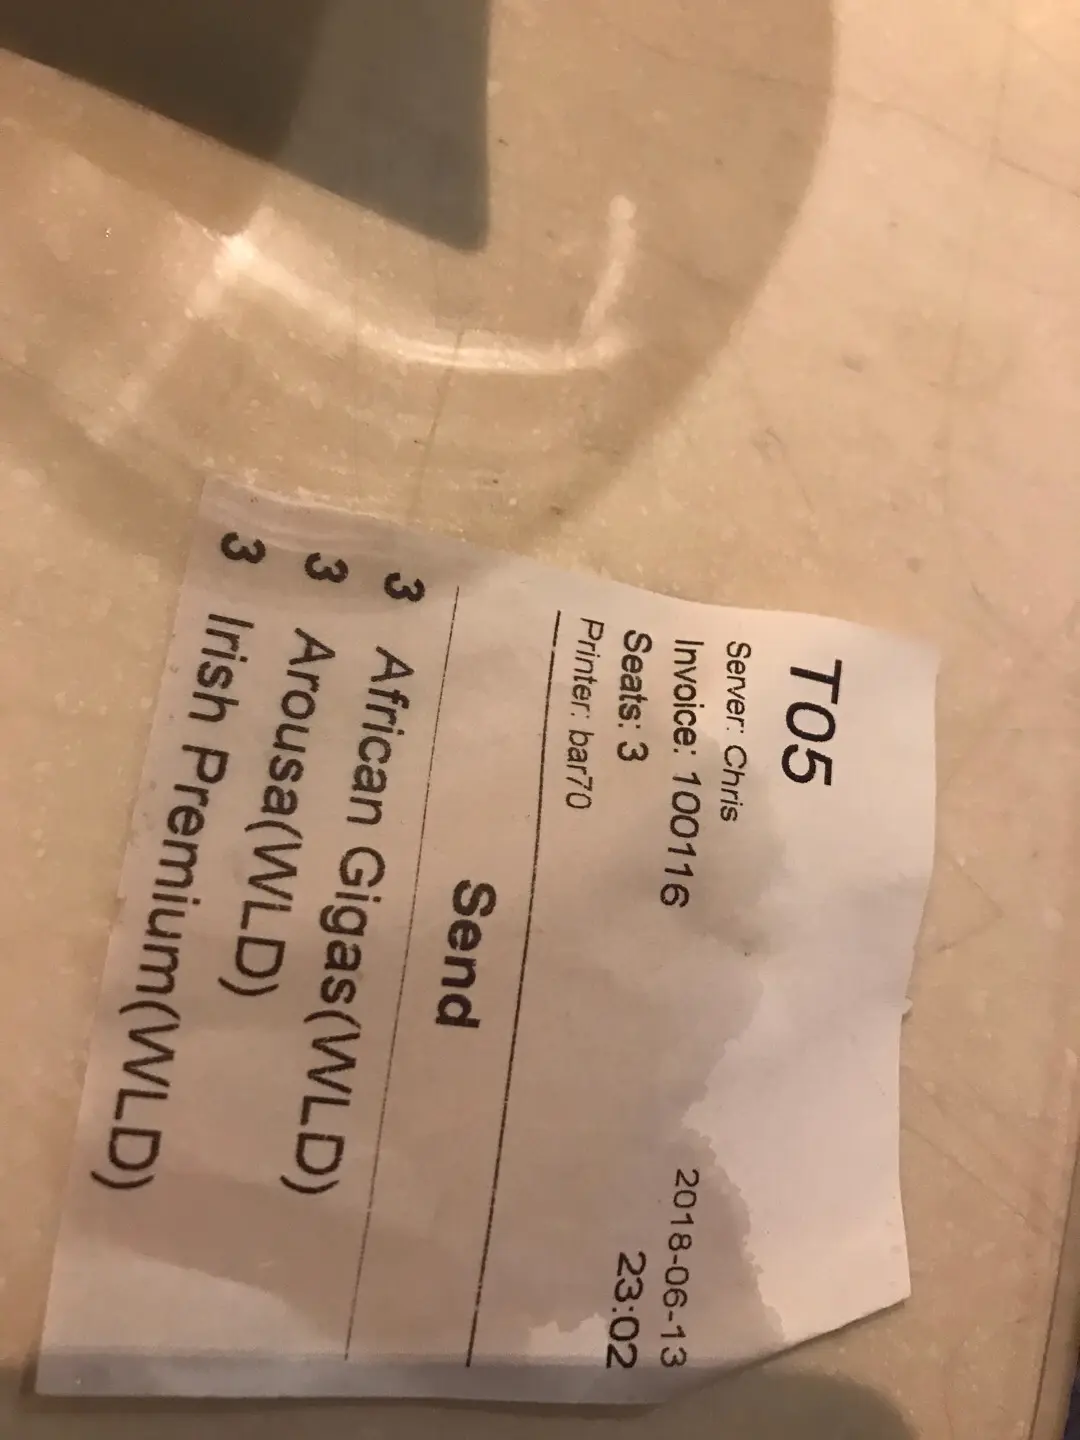 T05
Server: Chris
Invoice: 100116 2018-06-13
Seats: 3 23:02
Printer: bar70
Send
3 African Gigas(WLD)
3 Arousa(WLD)
3 Irish Premium(WLD)